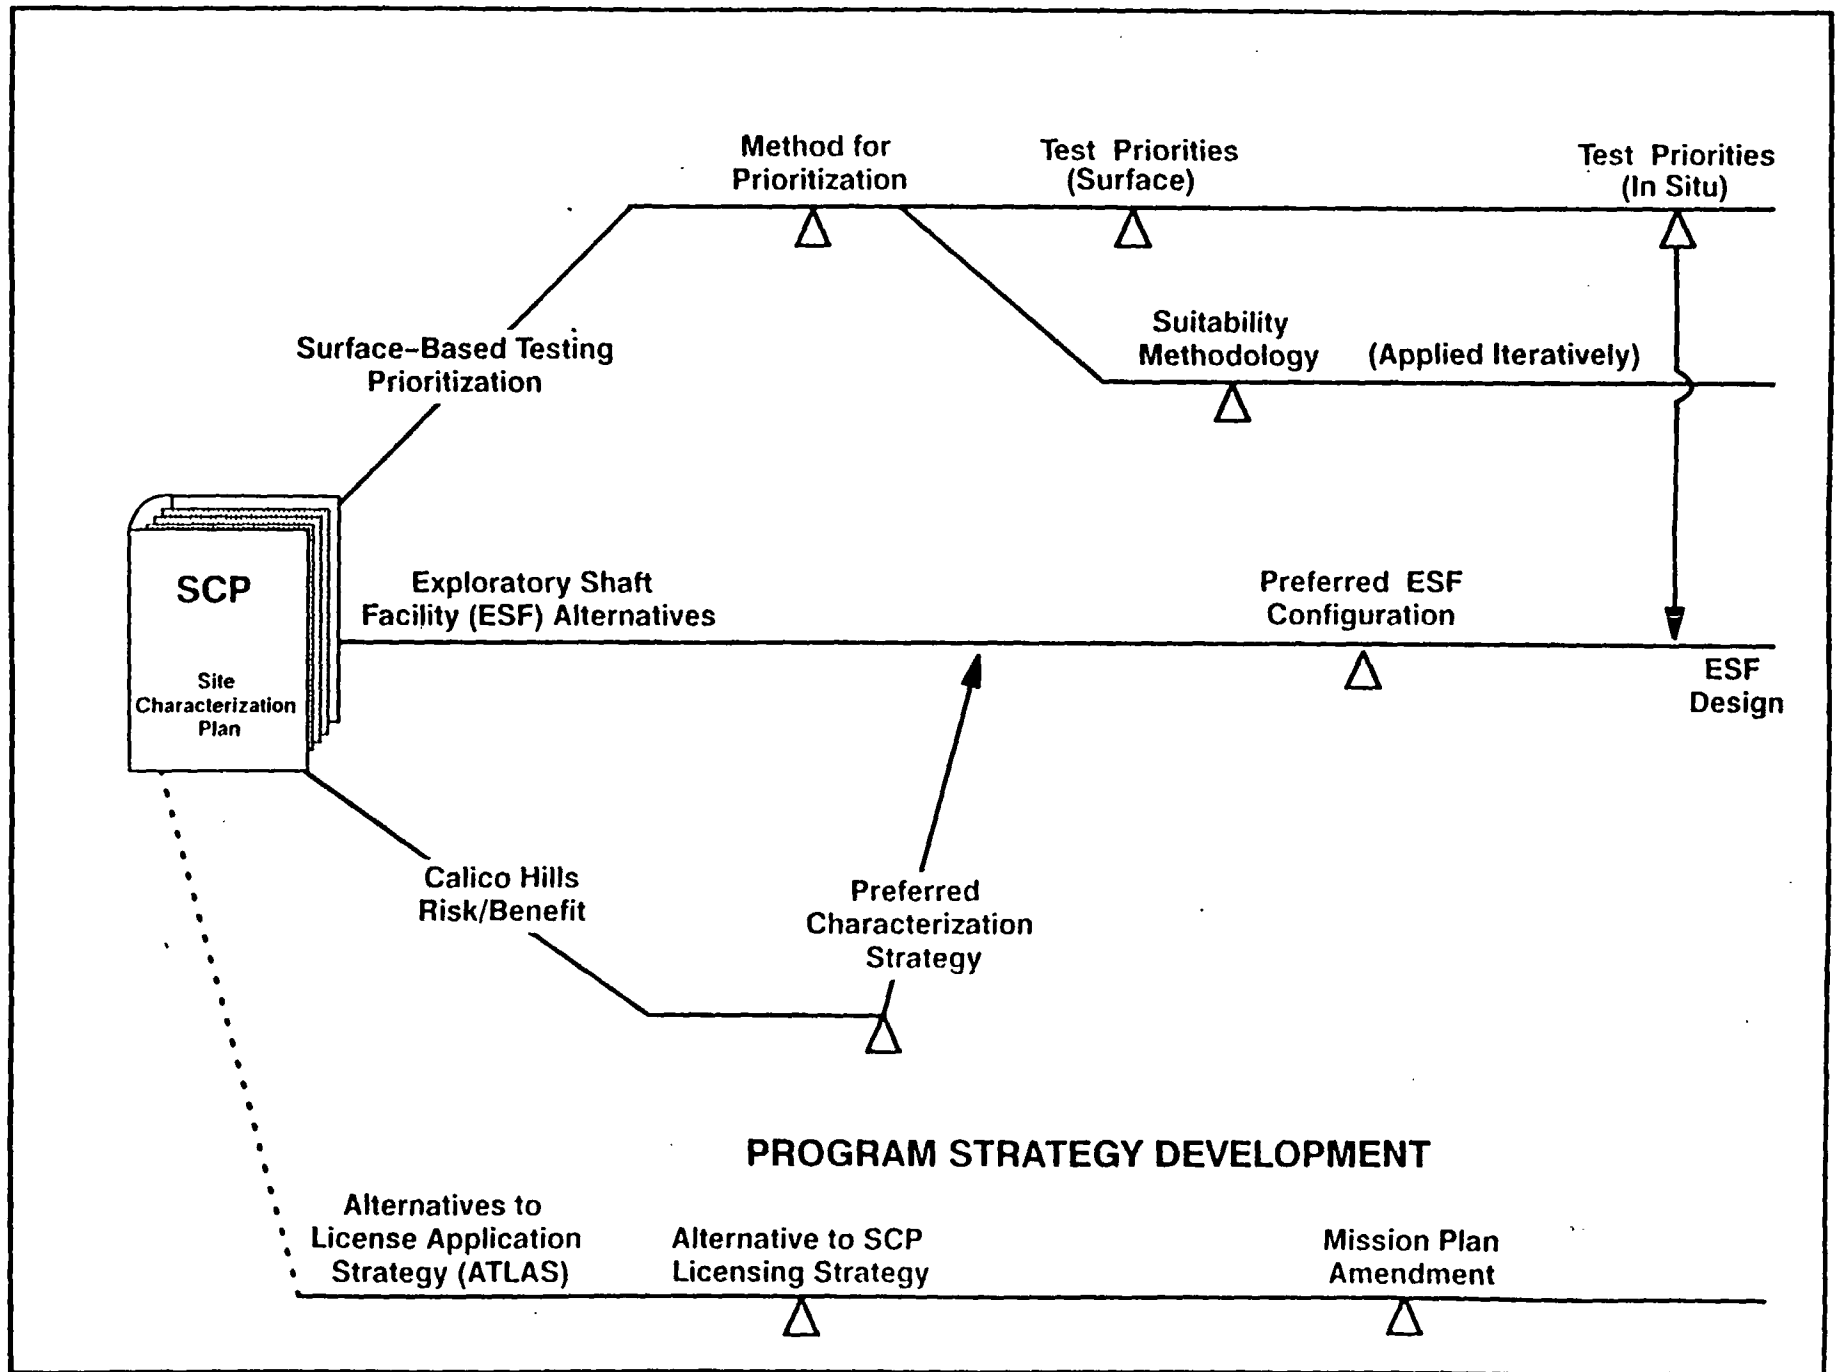 Method for
Prioritization
Test Priorities
(Surface)
Test Priorities
(In Situ)
Surface-Based Testing
Prioritization
Suitability
Methodology
(Applied Iteratively)
SCP
Site
Characterization
Plan
Exploratory Shaft
Facility (ESF) Alternatives
Preferred ESF
Configuration
ESF
Design
Calico Hills
Risk/Benefit
Preferred
Characterization
Strategy
PROGRAM STRATEGY DEVELOPMENT
Alternatives to
License Application
Strategy (ATLAS)
Alternative to SCP
Licensing Strategy
Mission Plan
Amendment